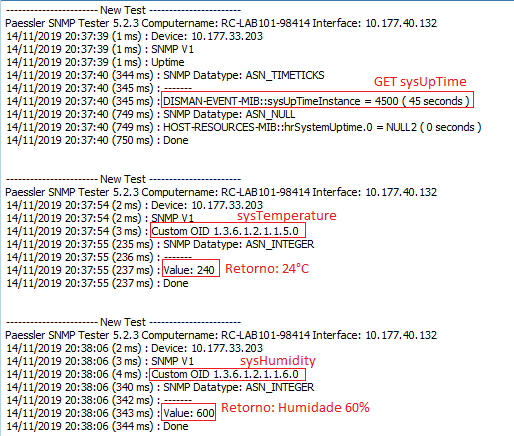 ----------------------- New Test -----------------------
Paessler SNMP Tester 5.2.3 Computername: RC-LAB101-98414 Interface: 10.177.40.132
14/11/2019 20:37:39 (1 ms) : Device: 10.177.33.203
14/11/2019 20:37:39 (1 ms) : SNMP V1
14/11/2019 20:37:39 (1 ms) : Uptime
14/11/2019 20:37:40 (344 ms) : SNMP Datatype: ASN_TIMETICKS
14/11/2019 20:37:40 (345 ms) : ------- GET sysUpTime
14/11/2019 20:37:40 (345 ms) : DISMAN-EVENT-MIB::sysUpTimeInstance = 4500 ( 45 seconds )
14/11/2019 20:37:40 (749 ms) : SNMP Datatype: ASN_NULL
14/11/2019 20:37:40 (749 ms) : HOST-RESOURCES-MIB::hrSystemUptime.0 = NULL2 ( 0 seconds )
14/11/2019 20:37:40 (750 ms) : Done
----------------------- New Test -----------------------
Paessler SNMP Tester 5.2.3 Computername: RC-LAB101-98414 Interface: 10.177.40.132
14/11/2019 20:37:54 (2 ms) : Device: 10.177.33.203
14/11/2019 20:37:54 (2 ms) : SNMP V1 sysTemperature
14/11/2019 20:37:54 (3 ms) : Custom OID 1.3.6.1.2.1.1.5.0
14/11/2019 20:37:55 (235 ms) : SNMP Datatype: ASN_INTEGER
14/11/2019 20:37:55 (236 ms) : -------
14/11/2019 20:37:55 (237 ms) : Value: 240 Retorno: 24°C
14/11/2019 20:37:55 (237 ms) : Done
----------------------- New Test -----------------------
Paessler SNMP Tester 5.2.3 Computername: RC-LAB101-98414 Interface: 10.177.40.132
14/11/2019 20:38:06 (2 ms) : Device: 10.177.33.203
14/11/2019 20:38:06 (3 ms) : SNMP V1 sysHumidity
14/11/2019 20:38:06 (4 ms) : Custom OID 1.3.6.1.2.1.1.6.0
14/11/2019 20:38:06 (340 ms) : SNMP Datatype: ASN_INTEGER
14/11/2019 20:38:06 (342 ms) : -------
14/11/2019 20:38:06 (343 ms) : Value: 600 Retorno: Humidade 60%
14/11/2019 20:38:06 (344 ms) : Done